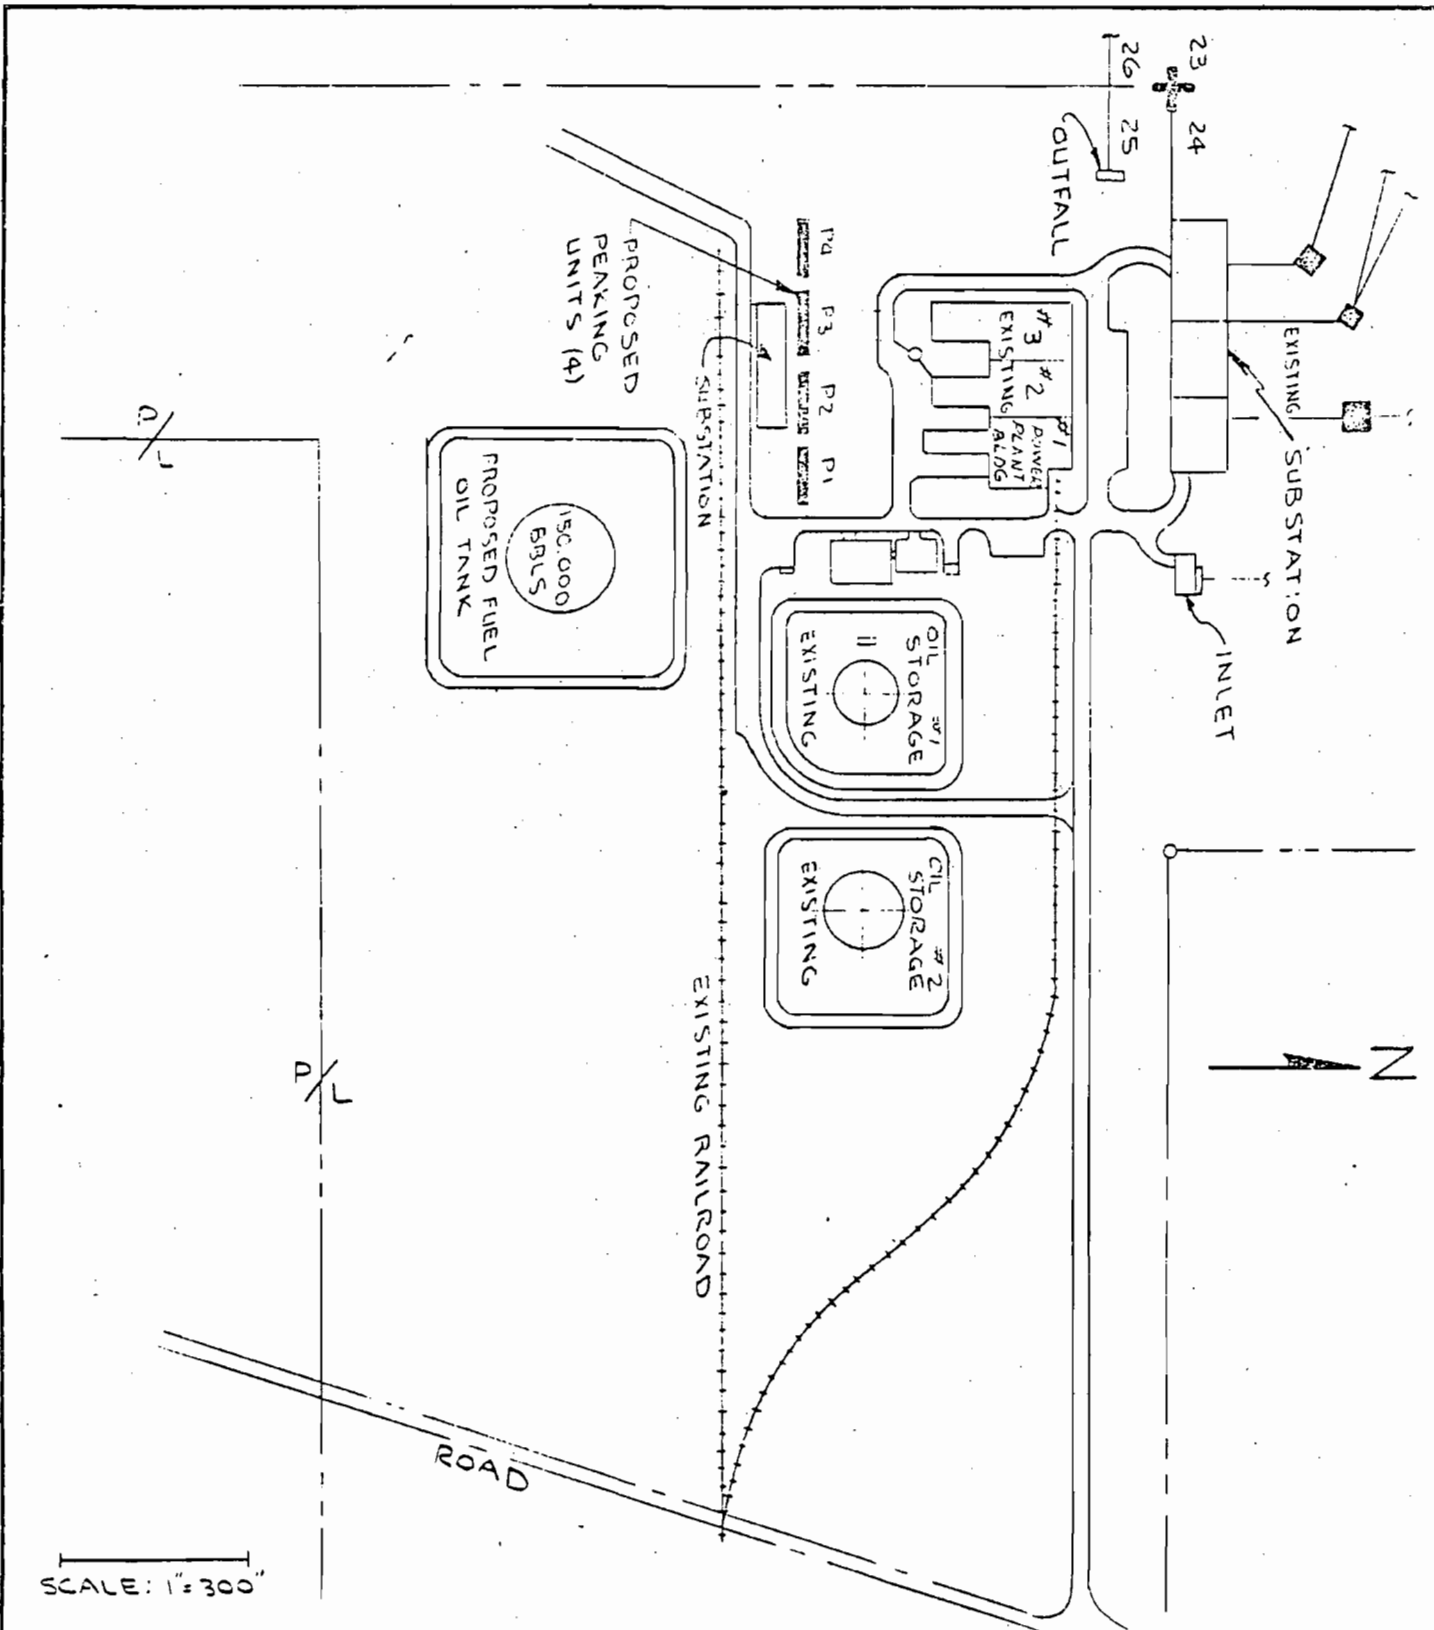 23
24
26
25
OUTFALL
EXISTING SUBSTATION
INLET
#3
EXISTING
#2
EXISTING
#1
POWER
PLANT
BLDG
P4
P3
P2
P1
PROPOSED
PEAKING
UNITS (4)
SUBSTATION
150,000
BBLS
PROPOSED FUEL
OIL TANK
OIL #1
STORAGE
EXISTING
OIL #2
STORAGE
EXISTING
EXISTING RAILROAD
P/L
P/L
N
ROAD
SCALE: 1"=300"